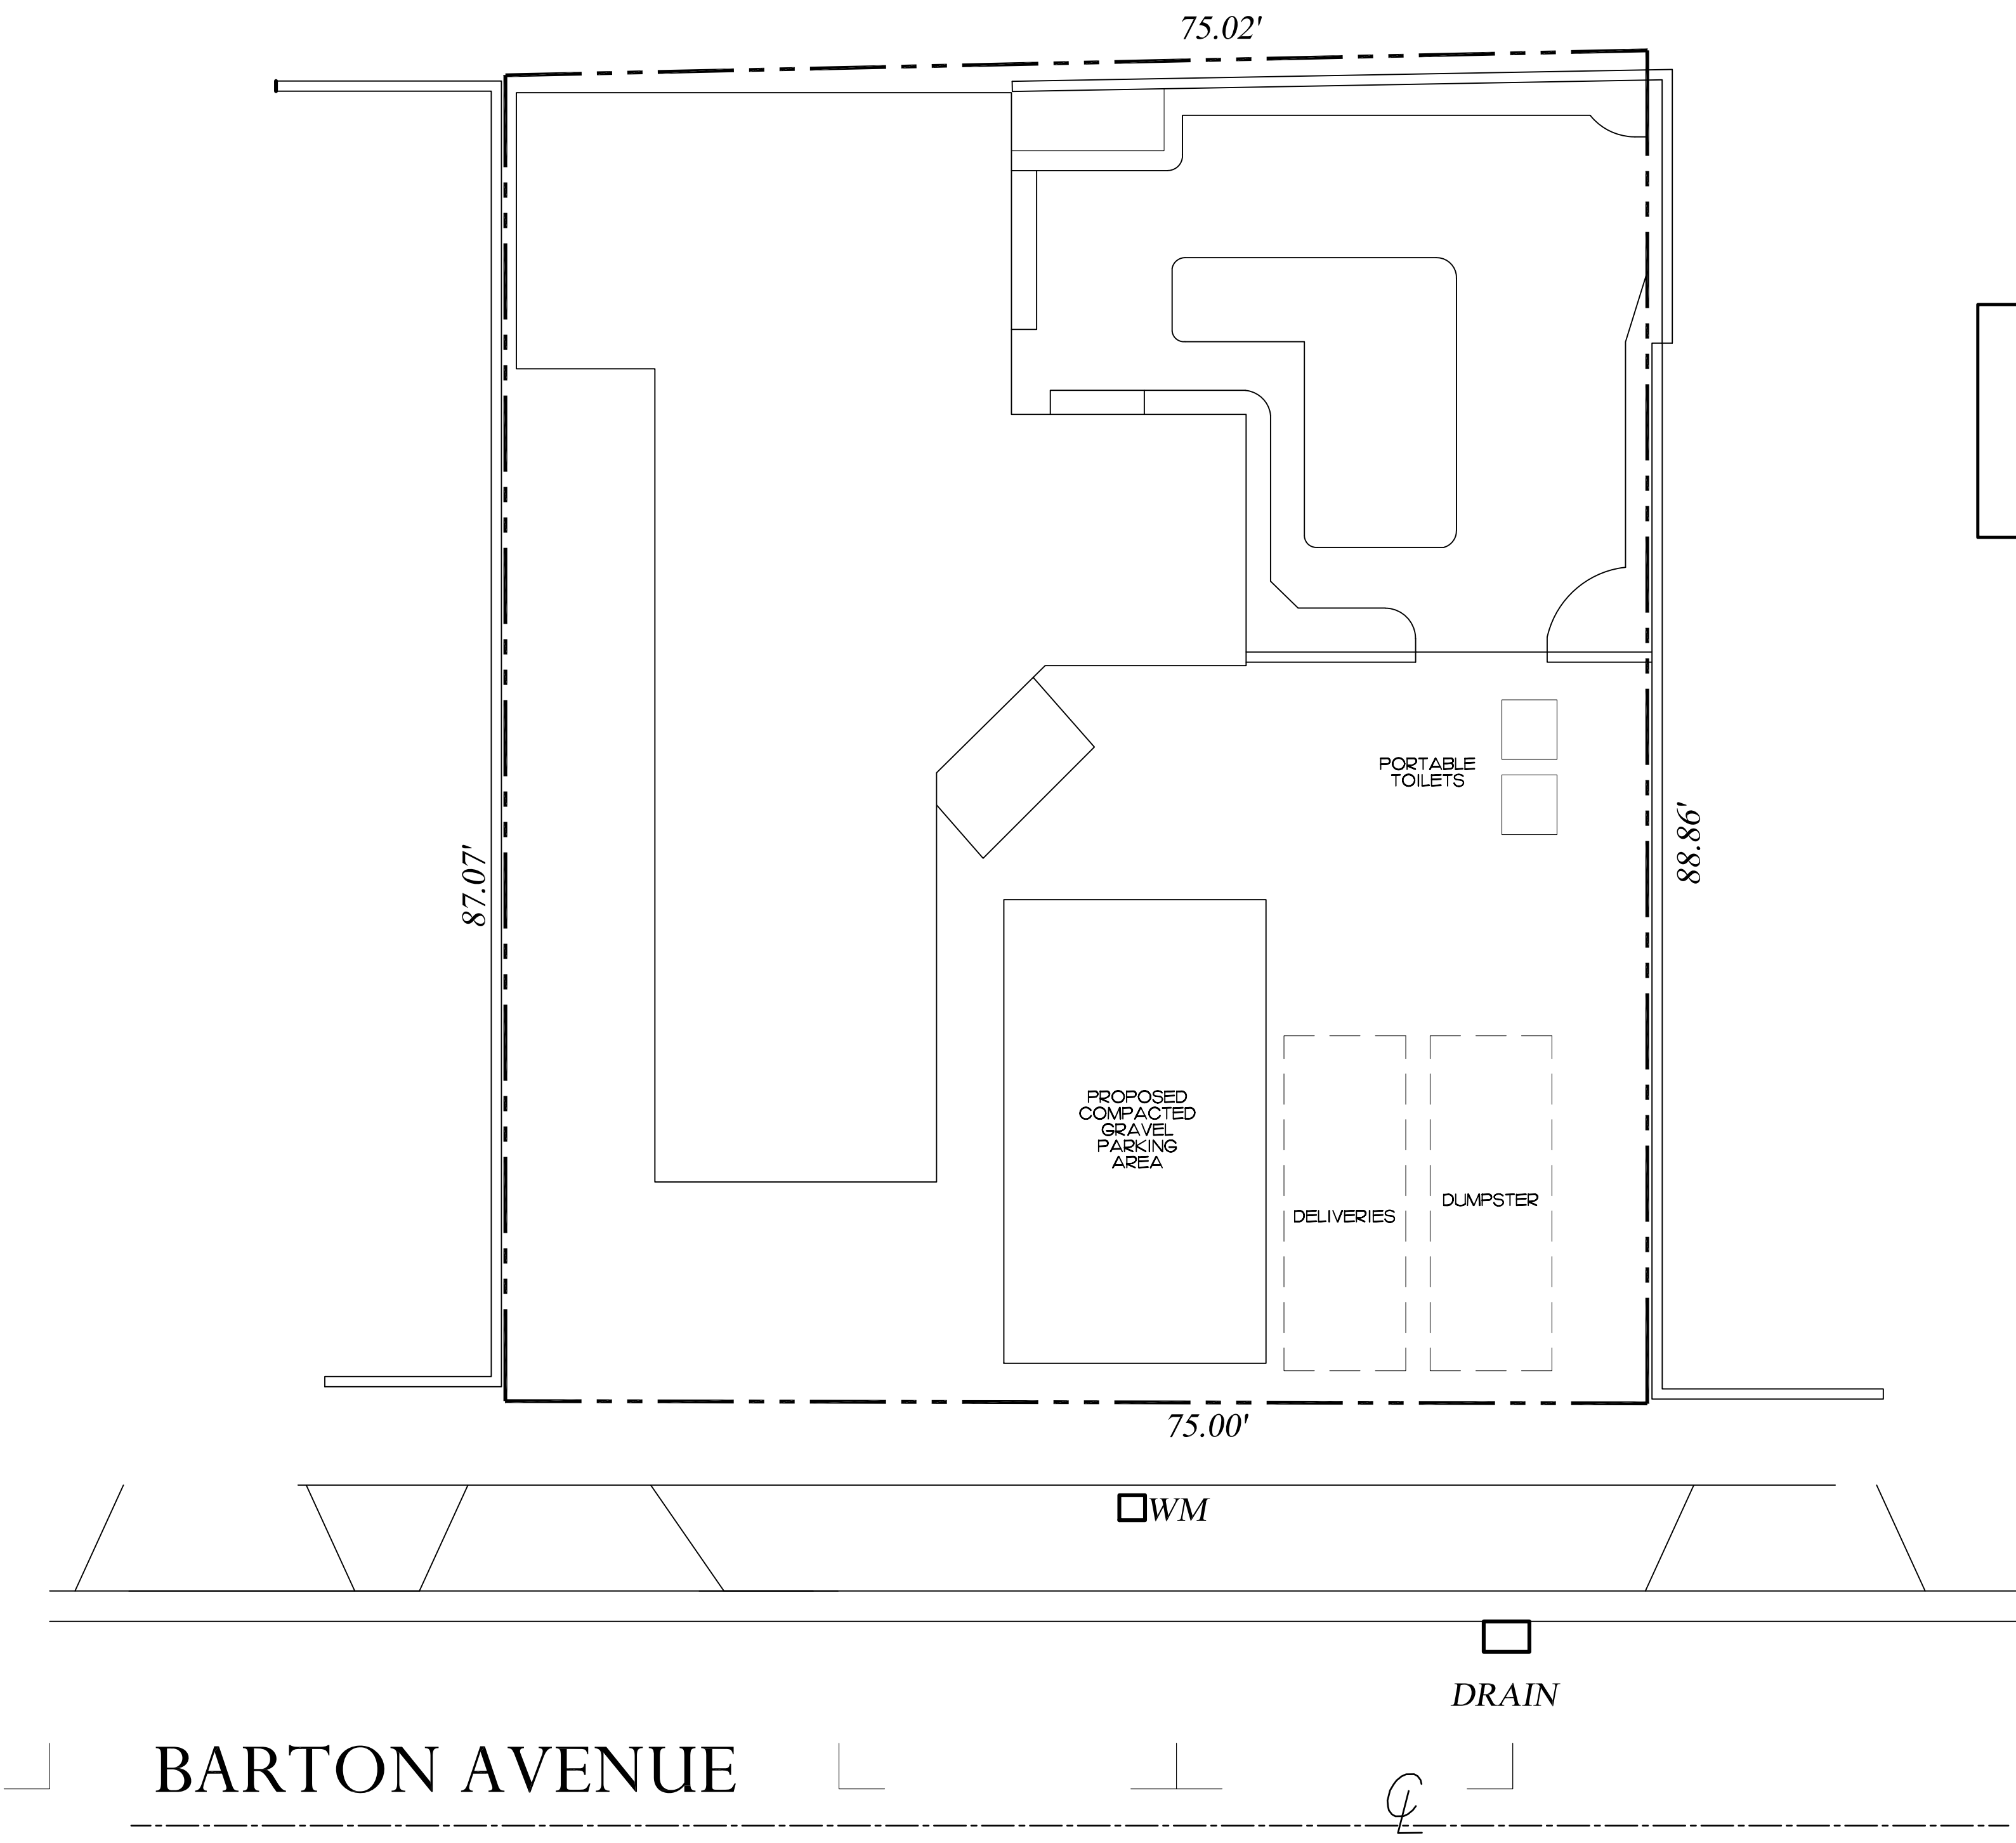 75.02'
PORTABLE
TOILETS
87.07'
88.86'
PROPOSED
COMPACTED
GRAVEL
PARKING
AREA
DELIVERIES
DUMPSTER
75.00'
WM
DRAIN
BARTON AVENUE
CL